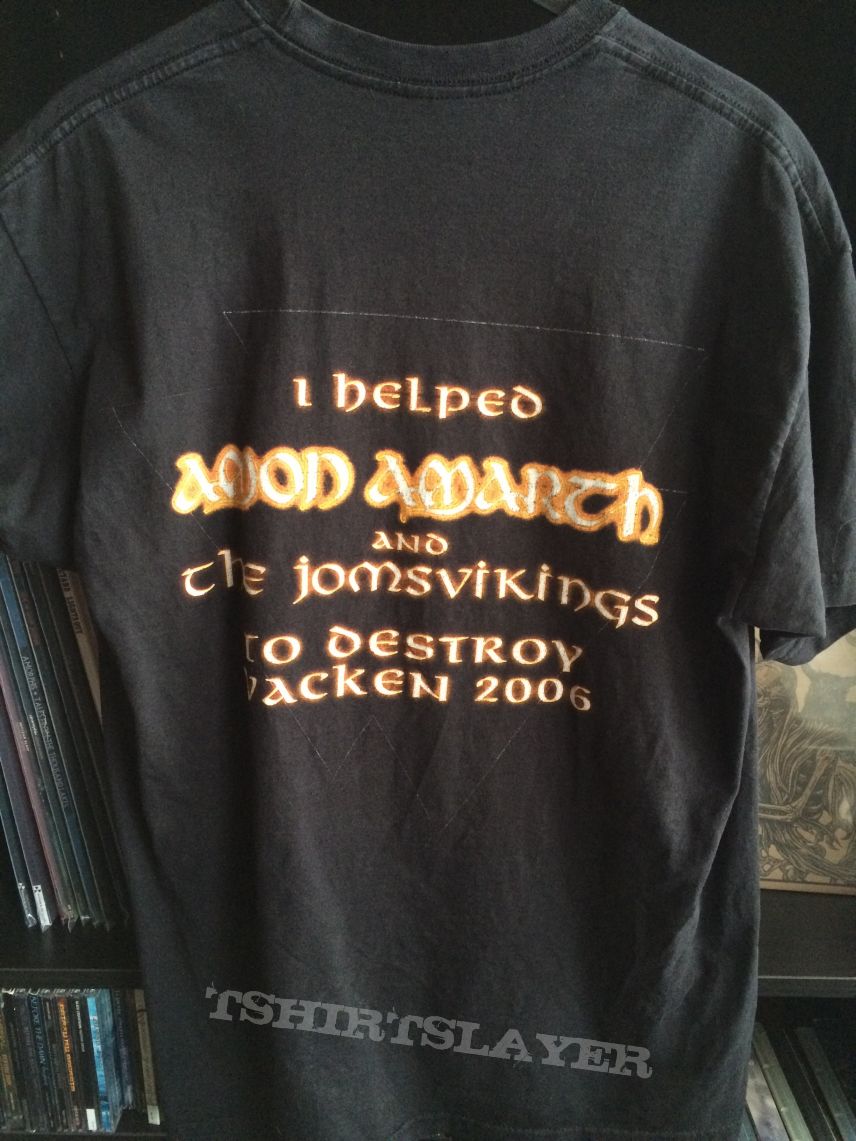 I HELPED
AMON AMARTH
AND
THE JOMSVIKINGS
TO DESTROY
WACKEN 2006
TSHIRTSLAYER